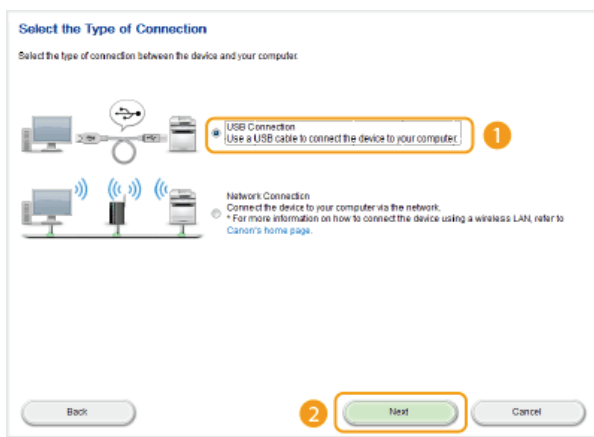 Select the Type of Connection
Select the type of connection between the device and your computer.
USB Connection
Use a USB cable to connect the device to your computer.
1
Network Connection
Connect the device to your computer via the network.
* For more information on how to connect the device using a wireless LAN, refer to
Canon's home page.
Back
2
Next
Cancel